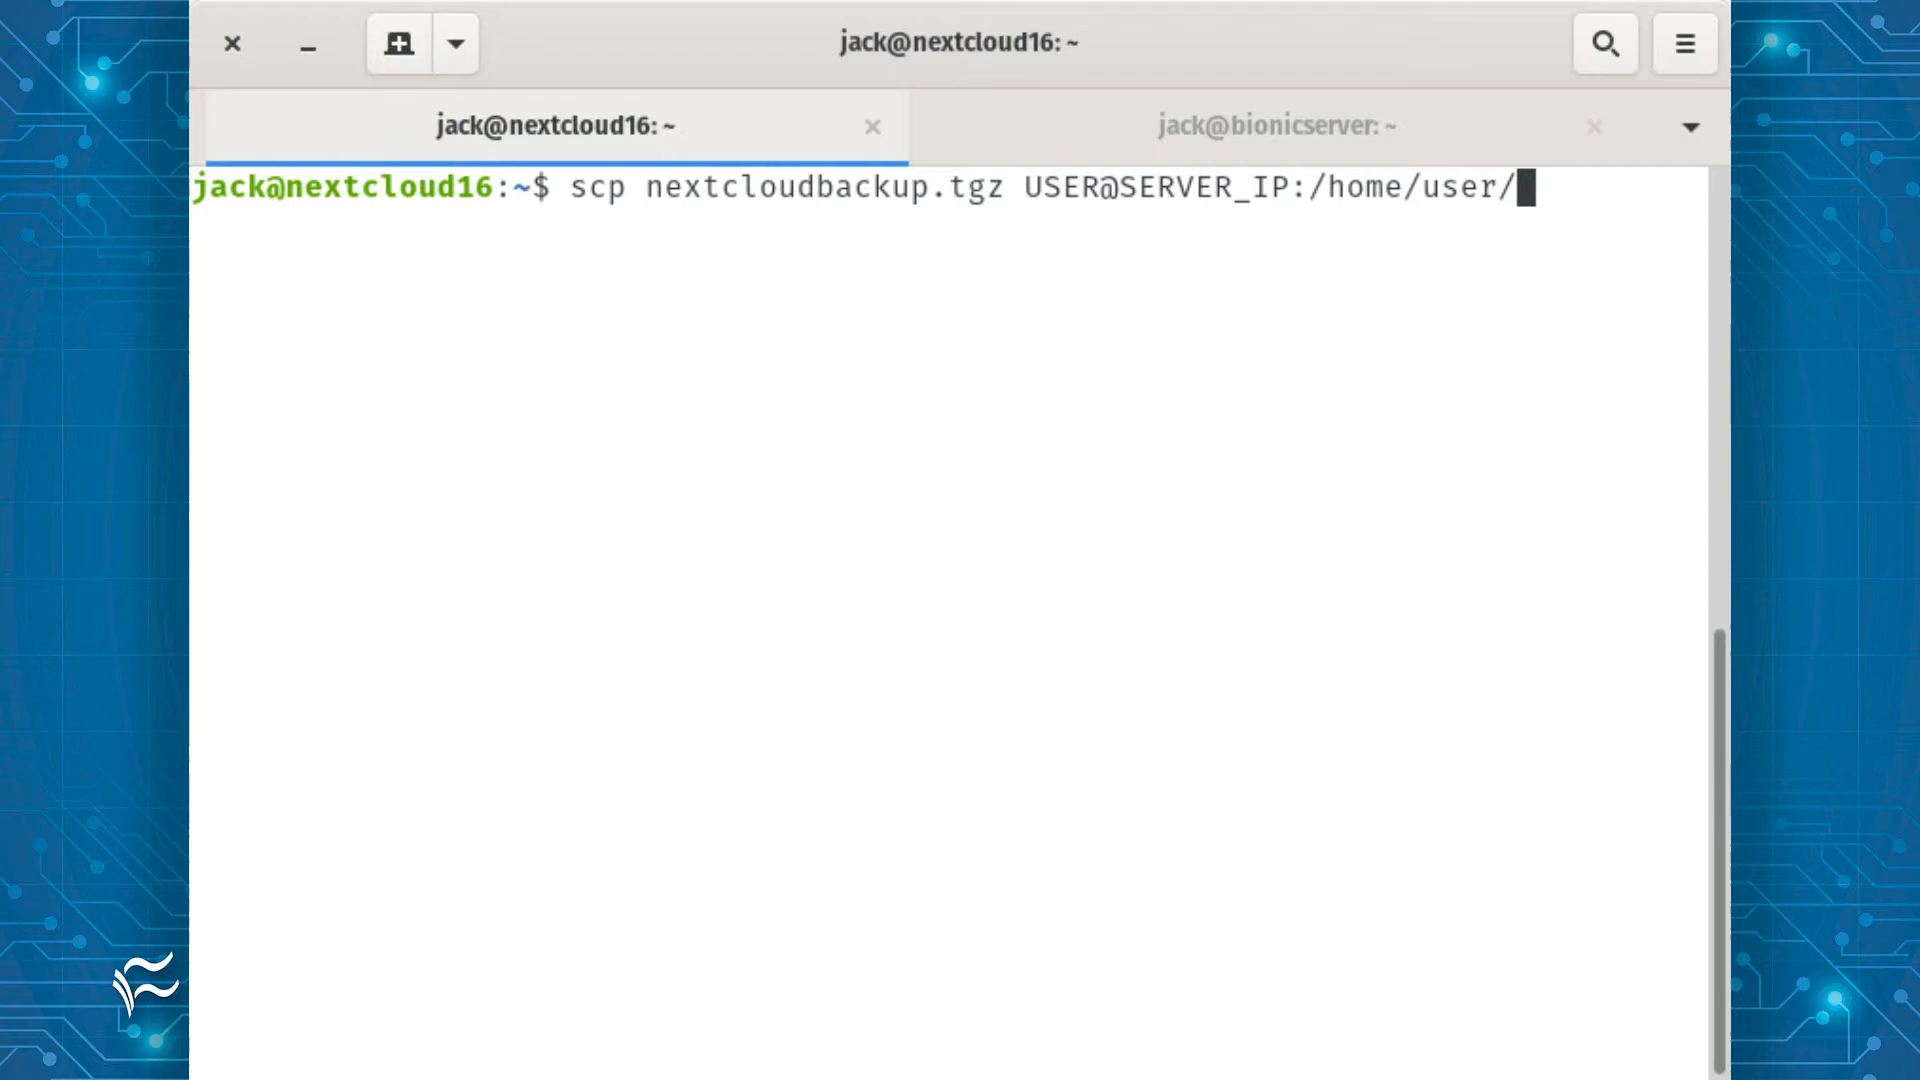 jack@nextcloud16: ~
jack@nextcloud16: ~
jack@bionicserver: ~
jack@nextcloud16:~$ scp nextcloudbackup.tgz USER@SERVER_IP:/home/user/